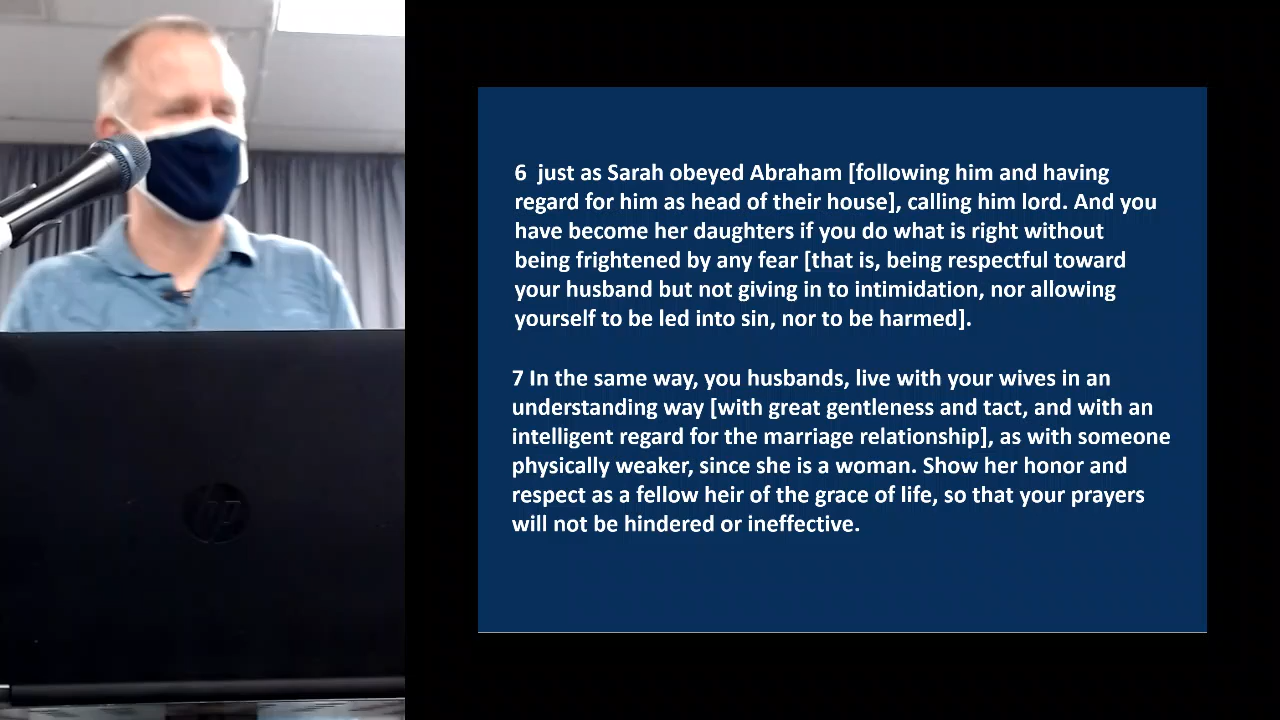 6  just as Sarah obeyed Abraham [following him and having
regard for him as head of their house], calling him lord. And you
have become her daughters if you do what is right without
being frightened by any fear [that is, being respectful toward
your husband but not giving in to intimidation, nor allowing
yourself to be led into sin, nor to be harmed].
7 In the same way, you husbands, live with your wives in an
understanding way [with great gentleness and tact, and with an
intelligent regard for the marriage relationship], as with someone
physically weaker, since she is a woman. Show her honor and
respect as a fellow heir of the grace of life, so that your prayers
will not be hindered or ineffective.
hp